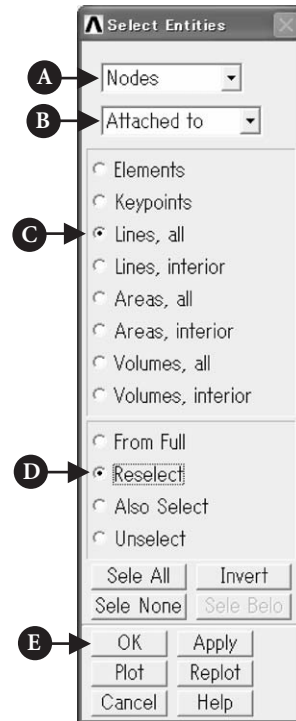 Select Entities
A Nodes
B Attached to
Elements
Keypoints
C Lines, all
Lines, interior
Areas, all
Areas, interior
Volumes, all
Volumes, interior
From Full
D Reselect
Also Select
Unselect
Sele All Invert
Sele None Sele Belo
E OK Apply
Plot Replot
Cancel Help